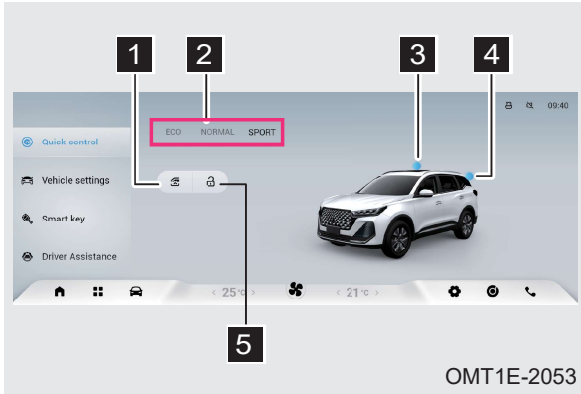 1 2 3 4
09:40
ECO NORMAL SPORT
Quick control
Vehicle settings
Smart key
Driver Assistance
< 25°C > < 21°C >
5
OMT1E-2053